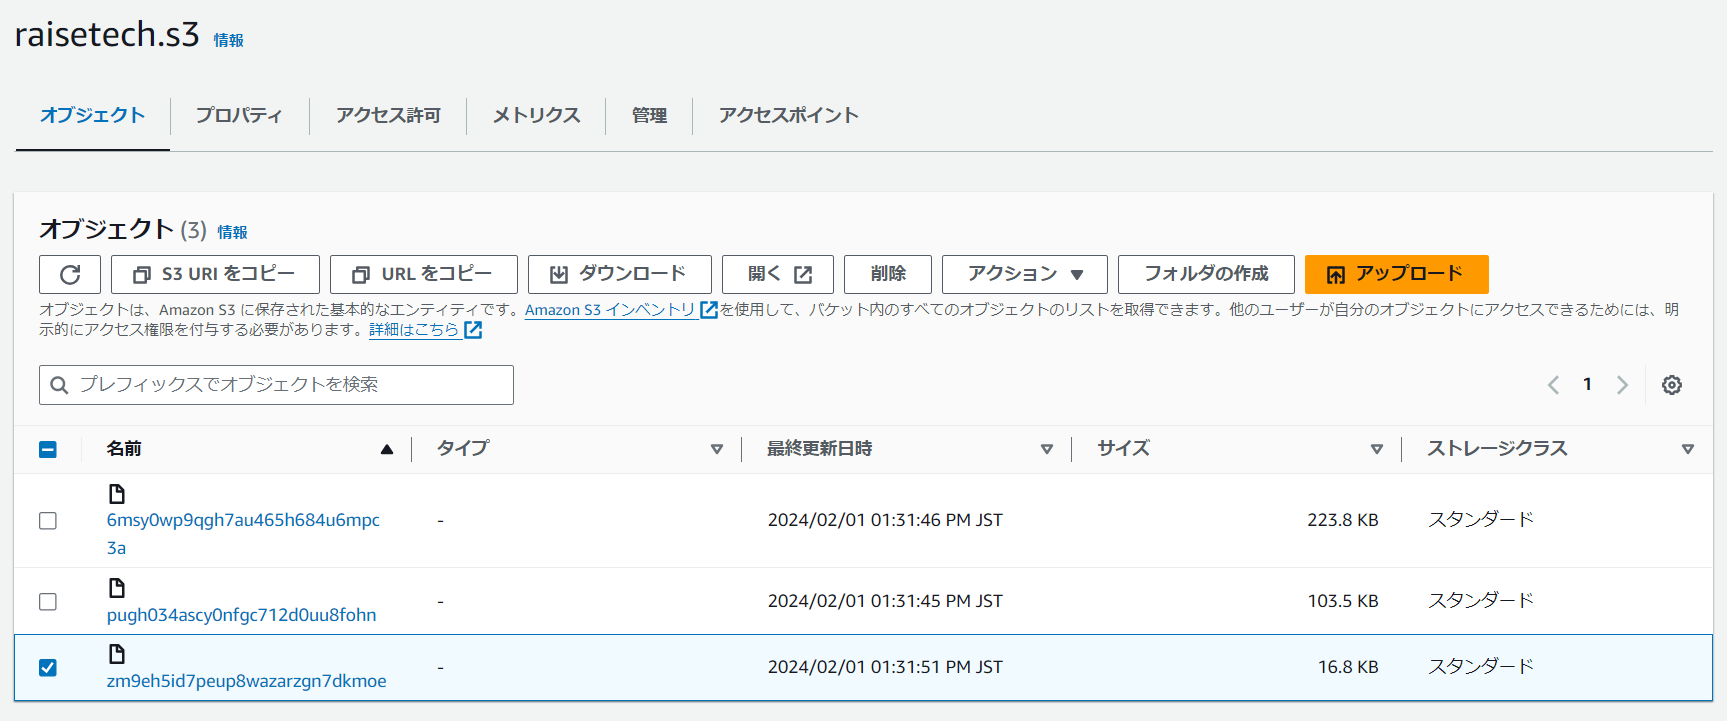 raisetech.s3 情報
オブジェクト プロパティ アクセス許可 メトリクス 管理 アクセスポイント
オブジェクト (3) 情報
S3 URI をコピー URL をコピー ダウンロード 開く 削除 アクション フォルダの作成 アップロード
オブジェクトは、Amazon S3 に保存された基本的なエンティティです。Amazon S3 インベントリ を使用して、バケット内のすべてのオブジェクトのリストを取得できます。他のユーザーが自分のオブジェクトにアクセスできるためには、明
示的にアクセス権限を付与する必要があります。詳細はこちら
プレフィックスでオブジェクトを検索 1
名前 タイプ 最終更新日時 サイズ ストレージクラス
6msy0wp9qgh7au465h684u6mpc - 2024/02/01 01:31:46 PM JST 223.8 KB スタンダード
3a
pugh034ascy0nfgc712d0uu8fohn - 2024/02/01 01:31:45 PM JST 103.5 KB スタンダード
zm9eh5id7peup8wazarzgn7dkmoe - 2024/02/01 01:31:51 PM JST 16.8 KB スタンダード